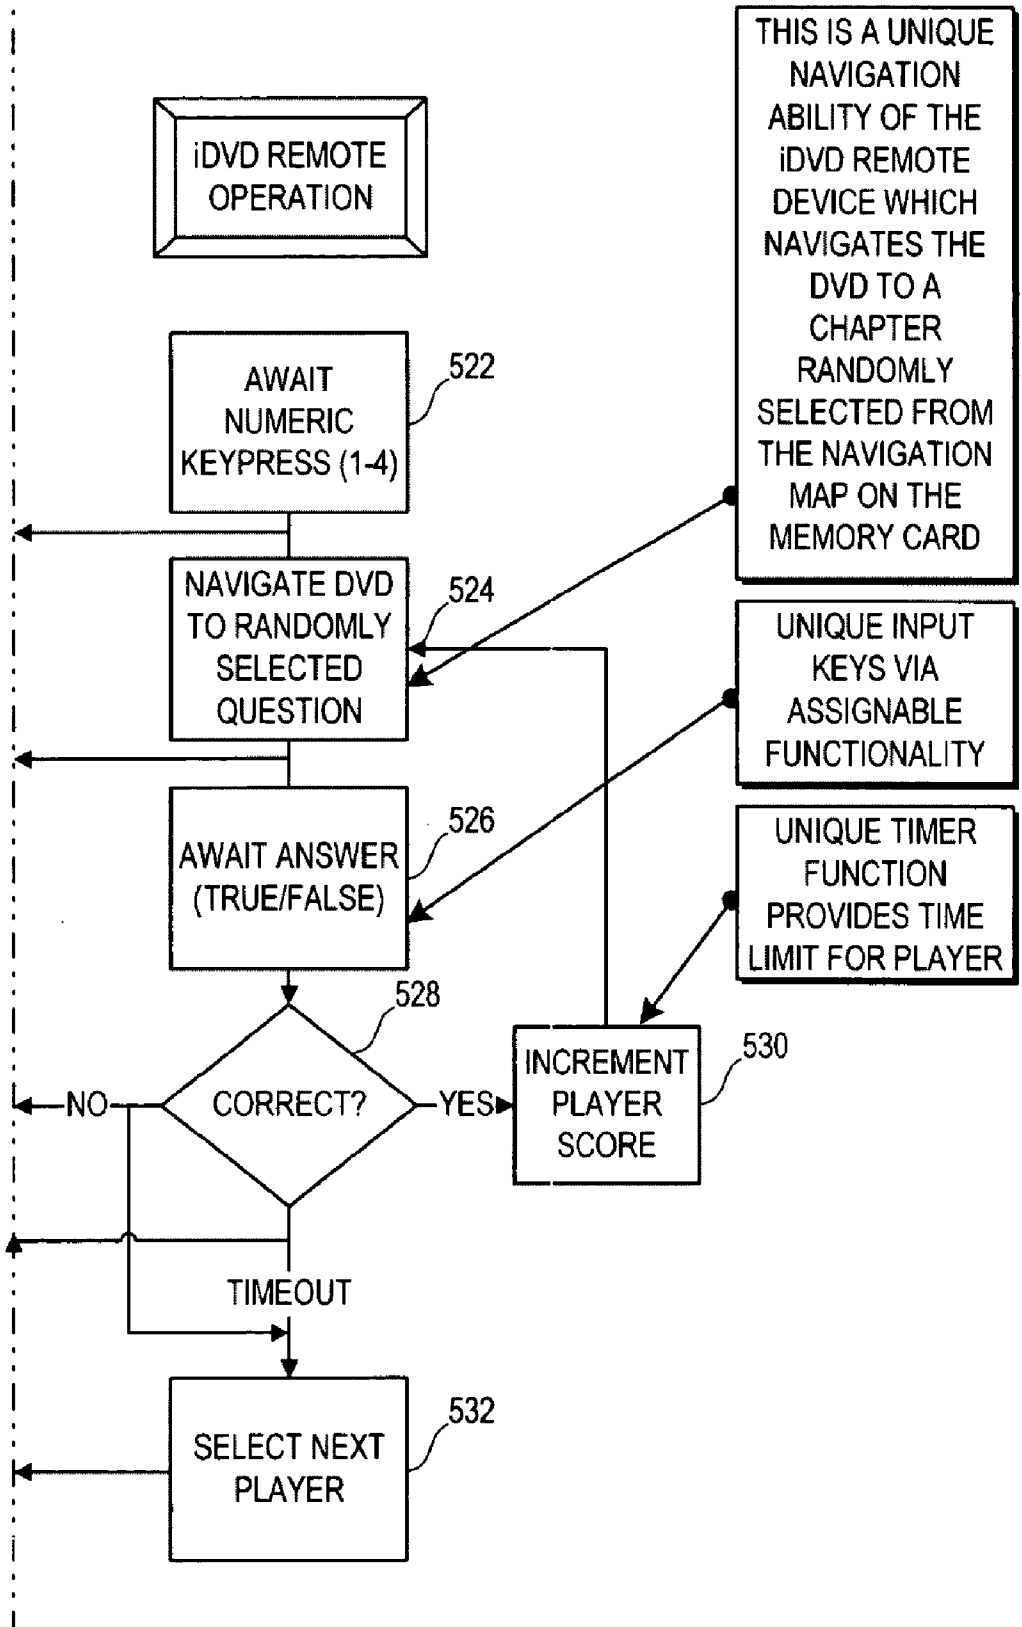 iDVD REMOTE
OPERATION
AWAIT
NUMERIC
KEYPRESS (1-4)
522
NAVIGATE DVD
TO RANDOMLY
SELECTED
QUESTION
524
AWAIT ANSWER
(TRUE/FALSE)
526
CORRECT?
528
NO
YES
INCREMENT
PLAYER
SCORE
530
TIMEOUT
SELECT NEXT
PLAYER
532
THIS IS A UNIQUE
NAVIGATION
ABILITY OF THE
iDVD REMOTE
DEVICE WHICH
NAVIGATES THE
DVD TO A
CHAPTER
RANDOMLY
SELECTED FROM
THE NAVIGATION
MAP ON THE
MEMORY CARD
UNIQUE INPUT
KEYS VIA
ASSIGNABLE
FUNCTIONALITY
UNIQUE TIMER
FUNCTION
PROVIDES TIME
LIMIT FOR PLAYER